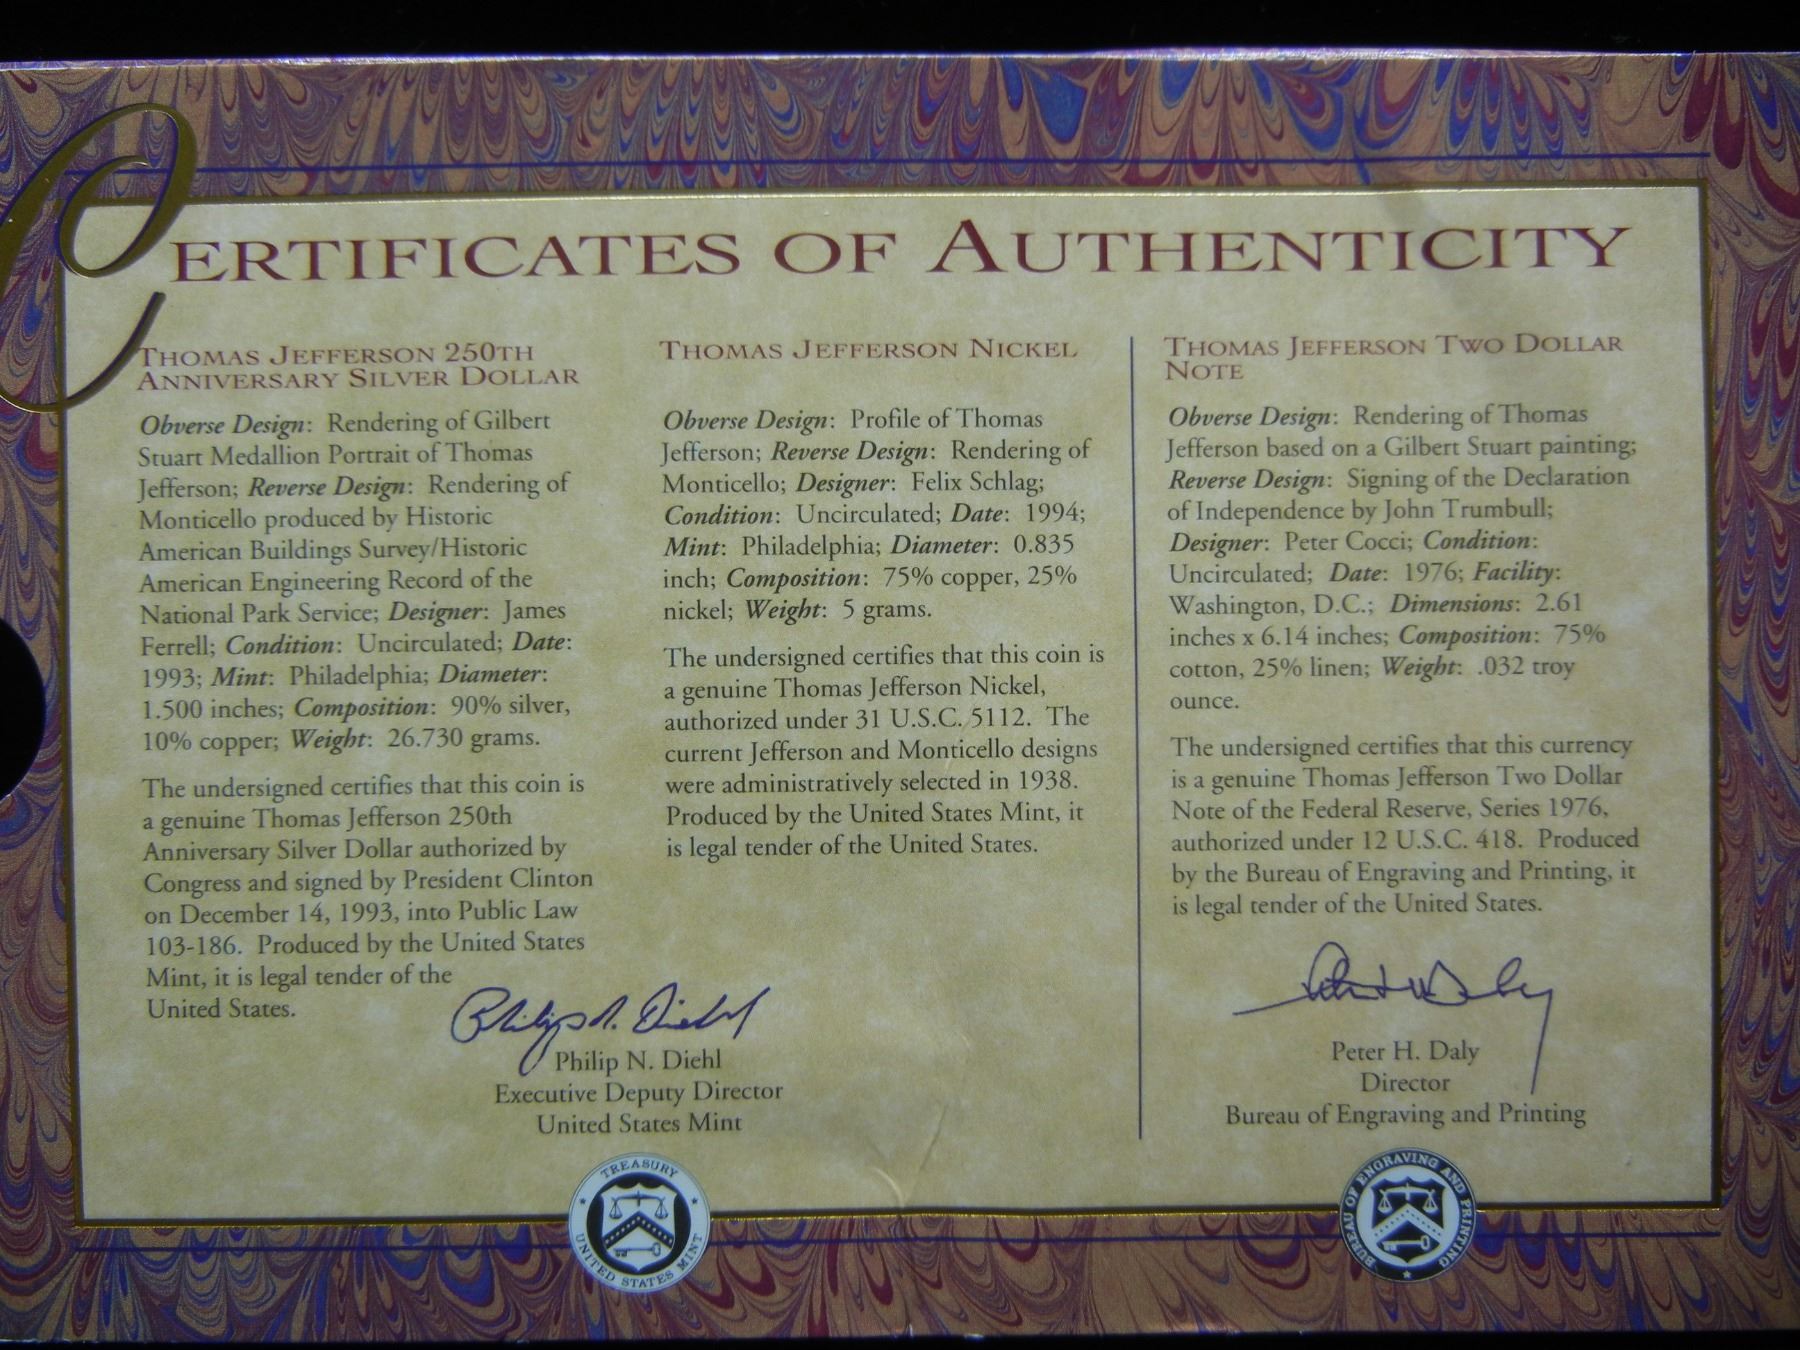 CERTIFICATES OF AUTHENTICITY
THOMAS JEFFERSON 250TH
ANNIVERSARY SILVER DOLLAR
Obverse Design: Rendering of Gilbert
Stuart Medallion Portrait of Thomas
Jefferson; Reverse Design: Rendering of
Monticello produced by Historic
American Buildings Survey/Historic
American Engineering Record of the
National Park Service; Designer: James
Ferrell; Condition: Uncirculated; Date:
1993; Mint: Philadelphia; Diameter:
1.500 inches; Composition: 90% silver,
10% copper; Weight: 26.730 grams.
The undersigned certifies that this coin is
a genuine Thomas Jefferson 250th
Anniversary Silver Dollar authorized by
Congress and signed by President Clinton
on December 14, 1993, into Public Law
103-186. Produced by the United States
Mint, it is legal tender of the
United States.
THOMAS JEFFERSON NICKEL
Obverse Design: Profile of Thomas
Jefferson; Reverse Design: Rendering of
Monticello; Designer: Felix Schlag;
Condition: Uncirculated; Date: 1994;
Mint: Philadelphia; Diameter: 0.835
inch; Composition: 75% copper, 25%
nickel; Weight: 5 grams.
The undersigned certifies that this coin is
a genuine Thomas Jefferson Nickel,
authorized under 31 U.S.C. 5112. The
current Jefferson and Monticello designs
were administratively selected in 1938.
Produced by the United States Mint, it
is legal tender of the United States.
Philip N. Diehl
Philip N. Diehl
Executive Deputy Director
United States Mint
TREASURY
UNITED STATES MINT
THOMAS JEFFERSON TWO DOLLAR
NOTE
Obverse Design: Rendering of Thomas
Jefferson based on a Gilbert Stuart painting;
Reverse Design: Signing of the Declaration
of Independence by John Trumbull;
Designer: Peter Cocci; Condition:
Uncirculated; Date: 1976; Facility:
Washington, D.C.; Dimensions: 2.61
inches x 6.14 inches; Composition: 75%
cotton, 25% linen; Weight: .032 troy
ounce.
The undersigned certifies that this currency
is a genuine Thomas Jefferson Two Dollar
Note of the Federal Reserve, Series 1976,
authorized under 12 U.S.C. 418. Produced
by the Bureau of Engraving and Printing, it
is legal tender of the United States.
Peter H. Daly
Peter H. Daly
Director
Bureau of Engraving and Printing
BUREAU OF ENGRAVING AND PRINTING